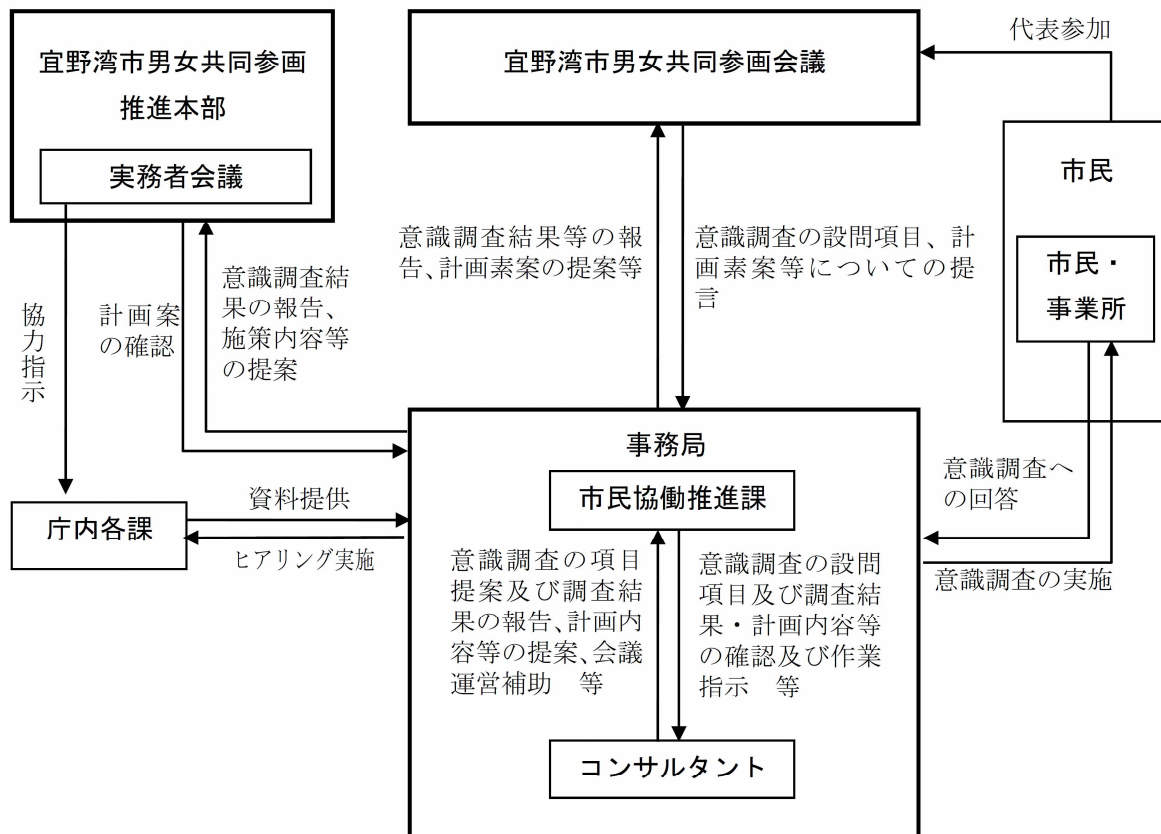 宜野湾市男女共同参画
推進本部
実務者会議
宜野湾市男女共同参画会議
代表参加
市民
市民・
事業所
協力指示
計画案
の確認
意識調査結
果の報告、
施策内容等
の提案
意識調査結果等の報
告、計画素案の提案等
意識調査の設問項目、計
画素案等についての提
言
事務局
市民協働推進課
意識調査へ
の回答
意識調査の実施
庁内各課
資料提供
ヒアリング実施
意識調査の項目
提案及び調査結
果の報告、計画内
容等の提案、会議
運営補助 等
意識調査の設問
項目及び調査結
果・計画内容等
の確認及び作業
指示 等
コンサルタント